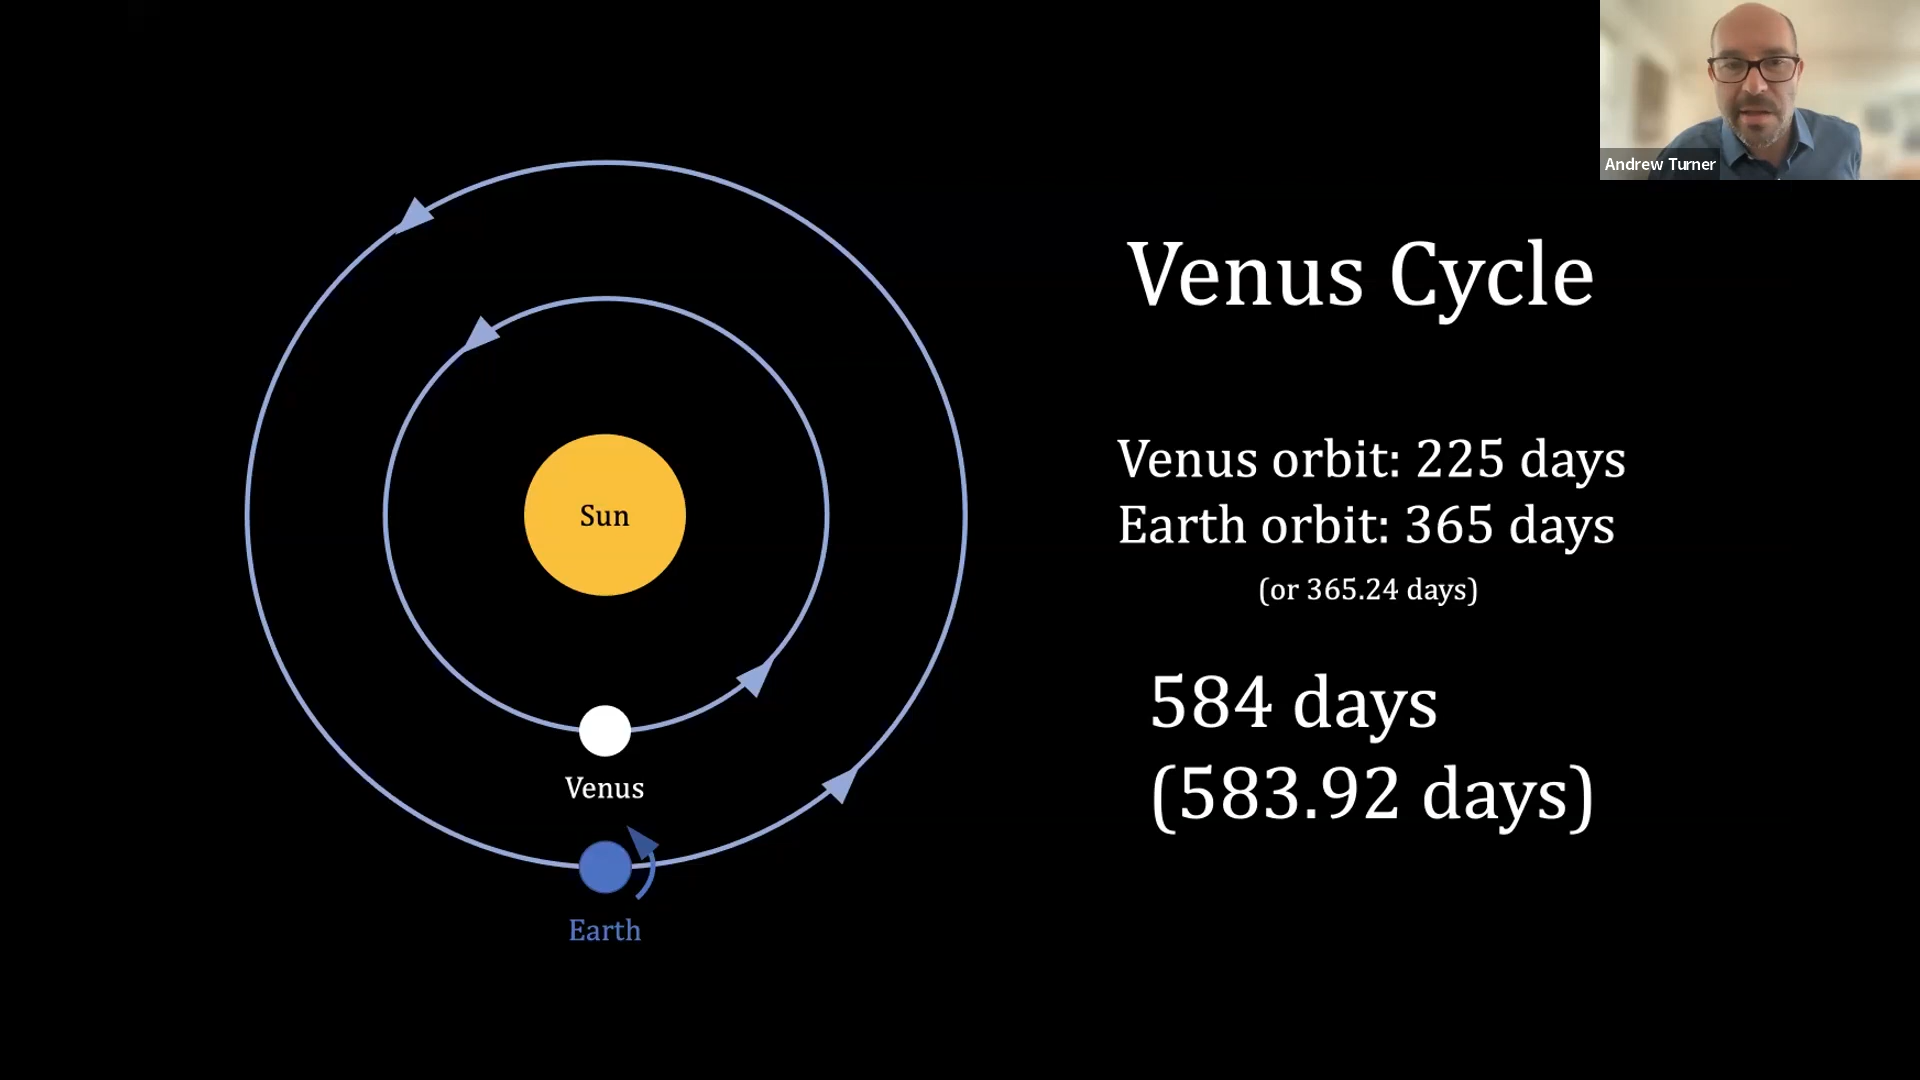 Andrew Turner
Venus Cycle
Venus orbit: 225 days
Earth orbit: 365 days
(or 365.24 days)
Sun
584 days
(583.92 days)
Venus
Earth